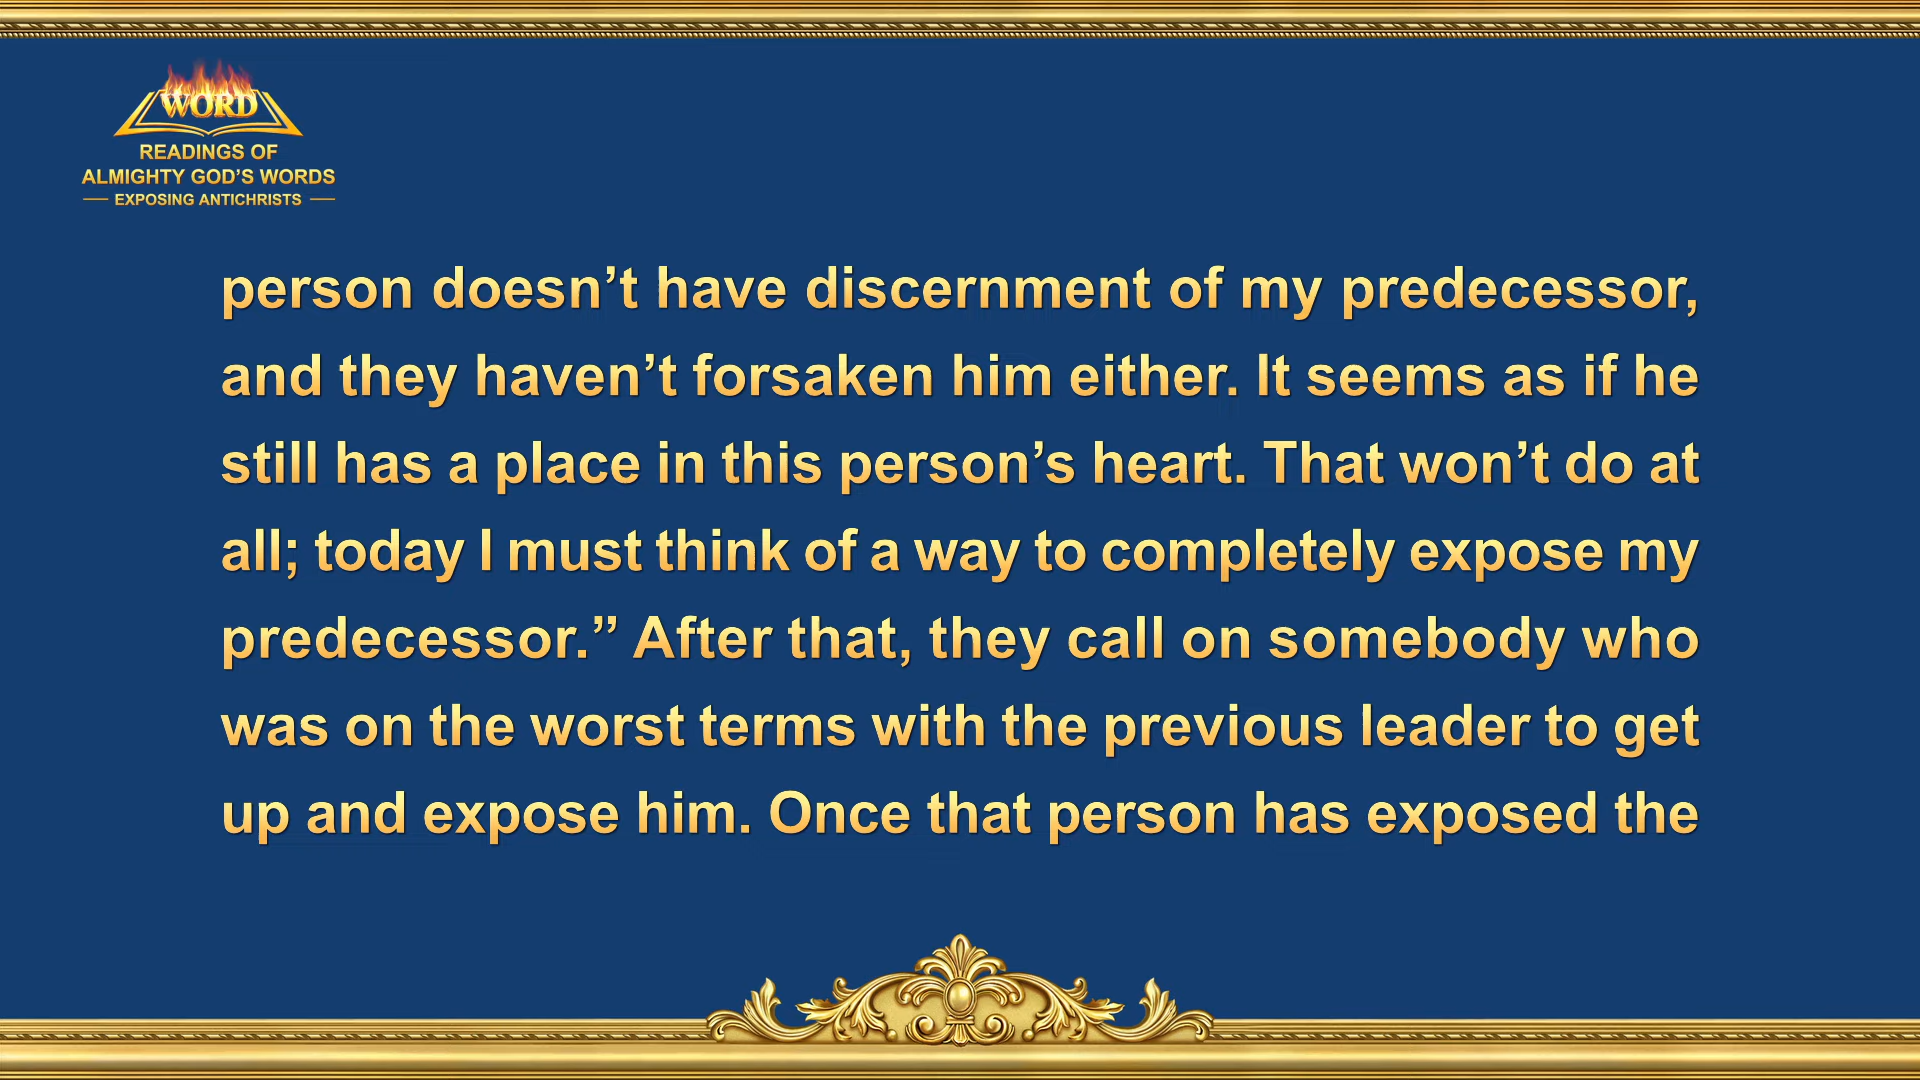 WORD
READINGS OF
ALMIGHTY GOD’S WORDS
EXPOSING ANTICHRISTS
person doesn’t have discernment of my predecessor,
and they haven’t forsaken him either. It seems as if he
still has a place in this person’s heart. That won’t do at
all; today I must think of a way to completely expose my
predecessor.” After that, they call on somebody who
was on the worst terms with the previous leader to get
up and expose him. Once that person has exposed the